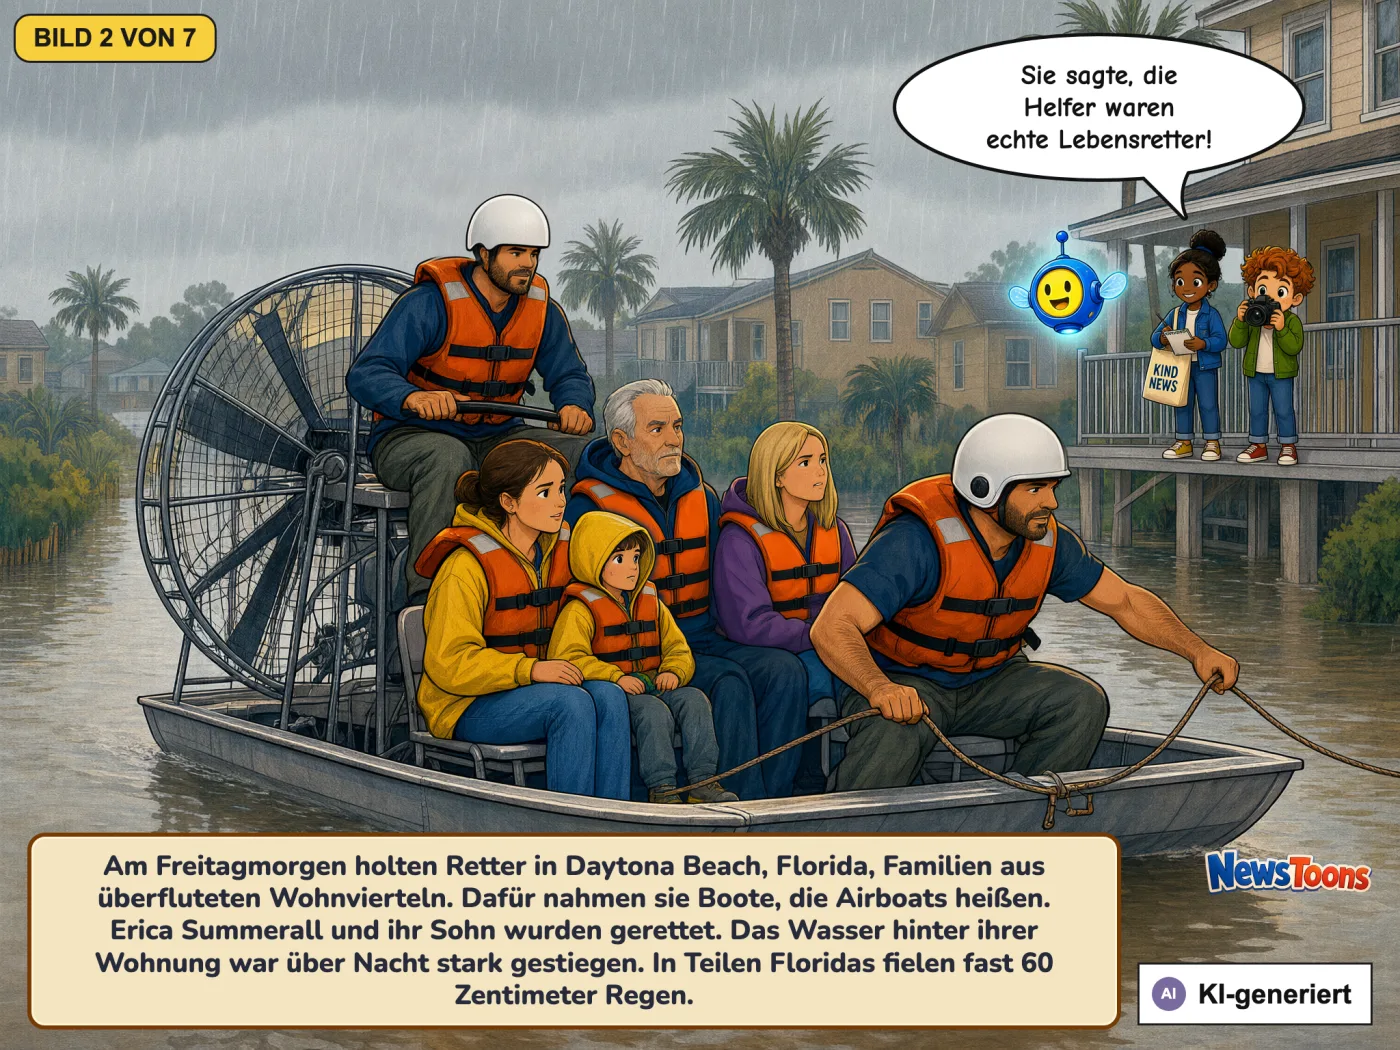 BILD 2 VON 7
Sie sagte, die
Helfer waren
echte Lebensretter!
KIND
NEWS
Am Freitagmorgen holten Retter in Daytona Beach, Florida, Familien aus
überfluteten Wohnvierteln. Dafür nahmen sie Boote, die Airboats heißen.
Erica Summerall und ihr Sohn wurden gerettet. Das Wasser hinter ihrer
Wohnung war über Nacht stark gestiegen. In Teilen Floridas fielen fast 60
Zentimeter Regen.
NewsToons
AI KI-generiert